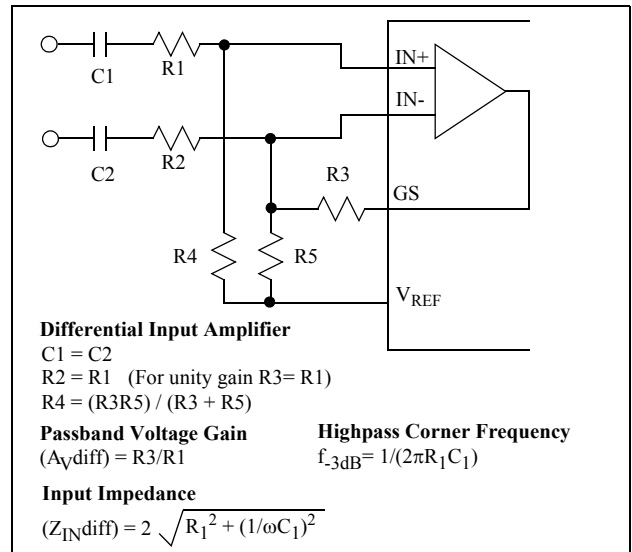 C1
R1
IN+
IN-
C2
R2
R3
GS
R4
R5
VREF
Differential Input Amplifier
C1 = C2
R2 = R1 (For unity gain R3= R1)
R4 = (R3R5) / (R3 + R5)
Passband Voltage Gain
(AVdiff) = R3/R1
Highpass Corner Frequency
f-3dB= 1/(2πR1C1)
Input Impedance
(ZINdiff) = 2 √R1² + (1/ωC1)²